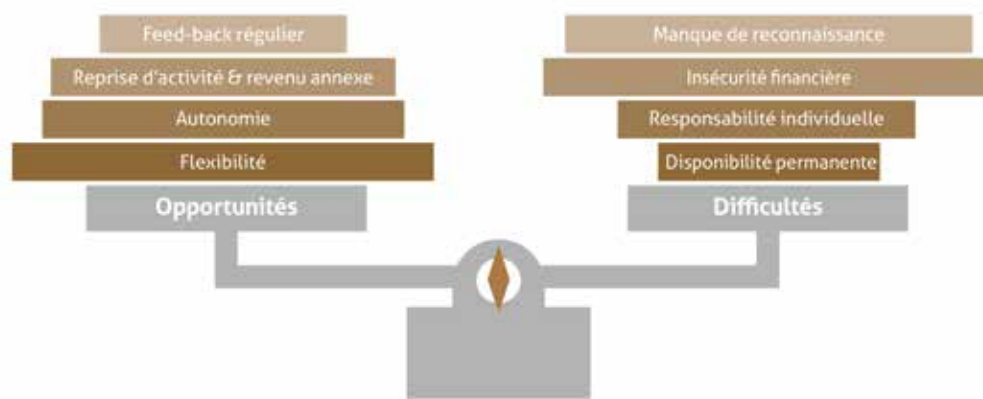 Feed-back régulier
Reprise d'activité & revenu annexe
Autonomie
Flexibilité
Opportunités
Manque de reconnaissance
Insécurité financière
Responsabilité individuelle
Disponibilité permanente
Difficultés